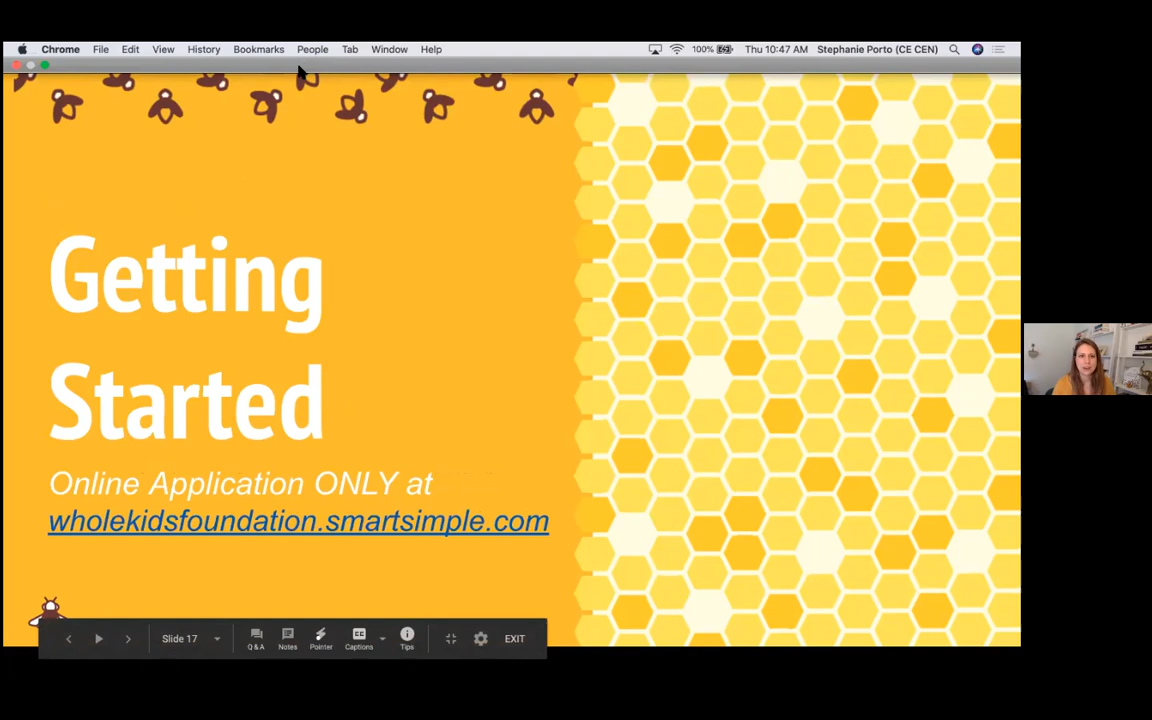 Chrome File Edit View History Bookmarks People Tab Window Help 100% Thu 10:47 AM Stephanie Porto (CE CEN)
Getting
Started
Online Application ONLY at
wholekidsfoundation.smartsimple.com
Slide 17 Q & A Notes Pointer CC Captions Tips EXIT